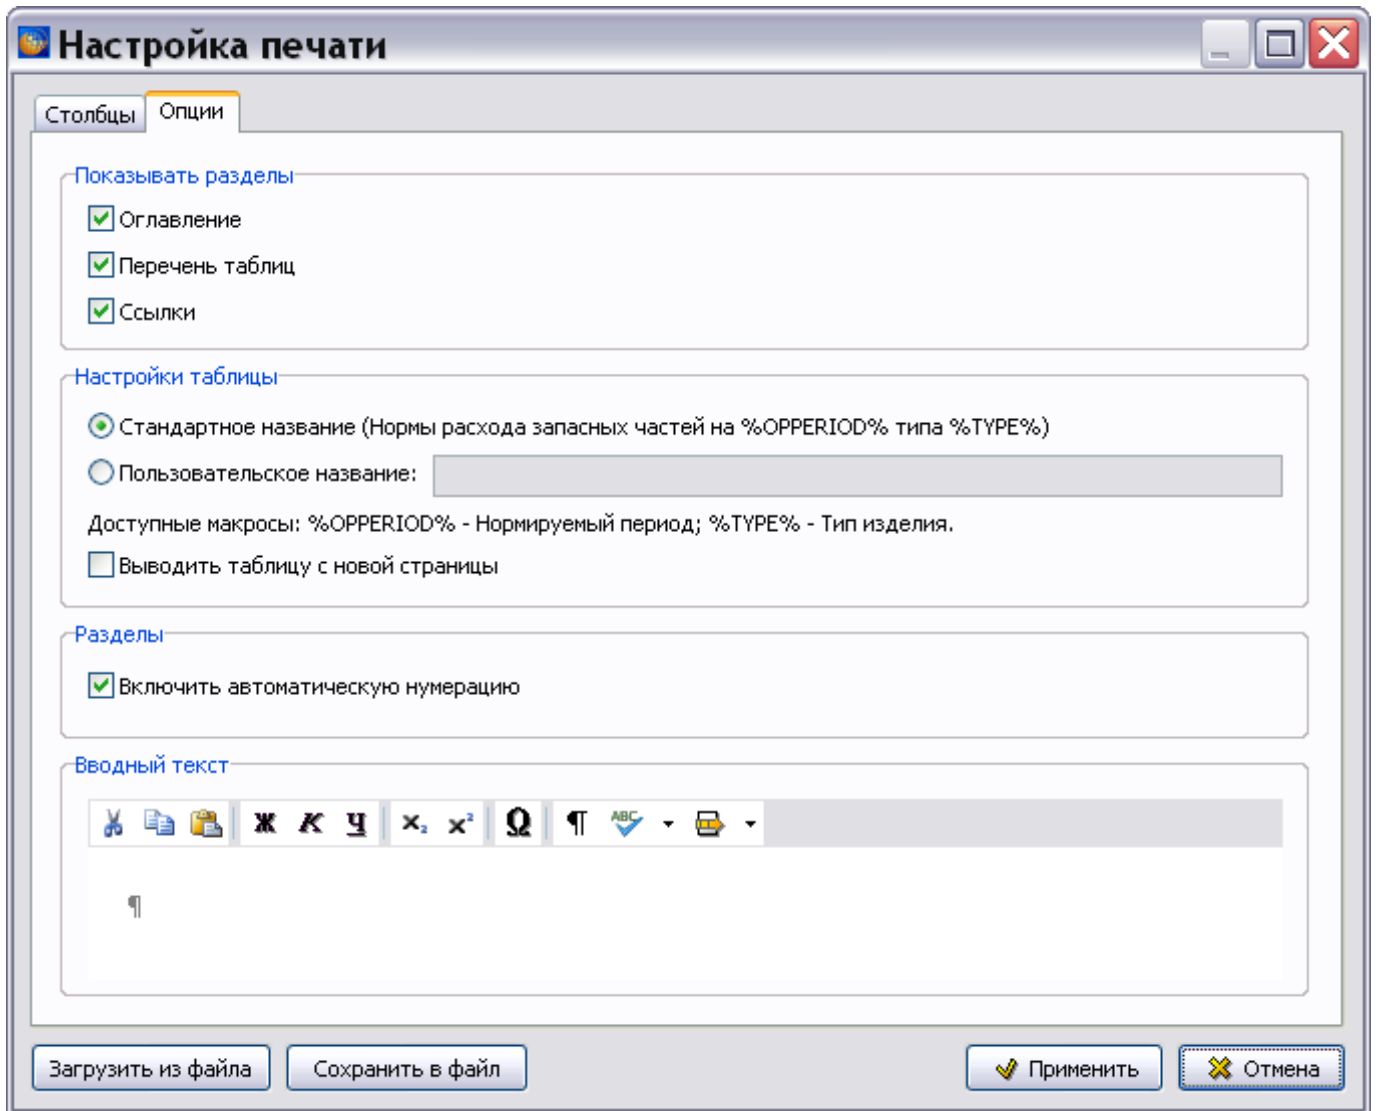 Настройка печати
Столбцы Опции
Показывать разделы
Оглавление
Перечень таблиц
Ссылки
Настройки таблицы
Стандартное название (Нормы расхода запасных частей на %OPPERIOD% типа %TYPE%)
Пользовательское название:
Доступные макросы: %OPPERIOD% - Нормируемый период; %TYPE% - Тип изделия.
Выводить таблицу с новой страницы
Разделы
Включить автоматическую нумерацию
Вводный текст
Ж К Ч x₂ x² Ω ¶ ABC
¶
Загрузить из файла Сохранить в файл Применить Отмена